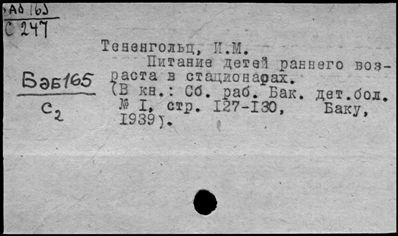 Аб 165
С 247
Тененгольц, И.М.
Питание детей раннего воз-
раста в стационарах.
(В кн.: Сб. раб. Бак. дет.бол.
№ I, стр. 127-130, Баку,
1939).
Бэб165
С2